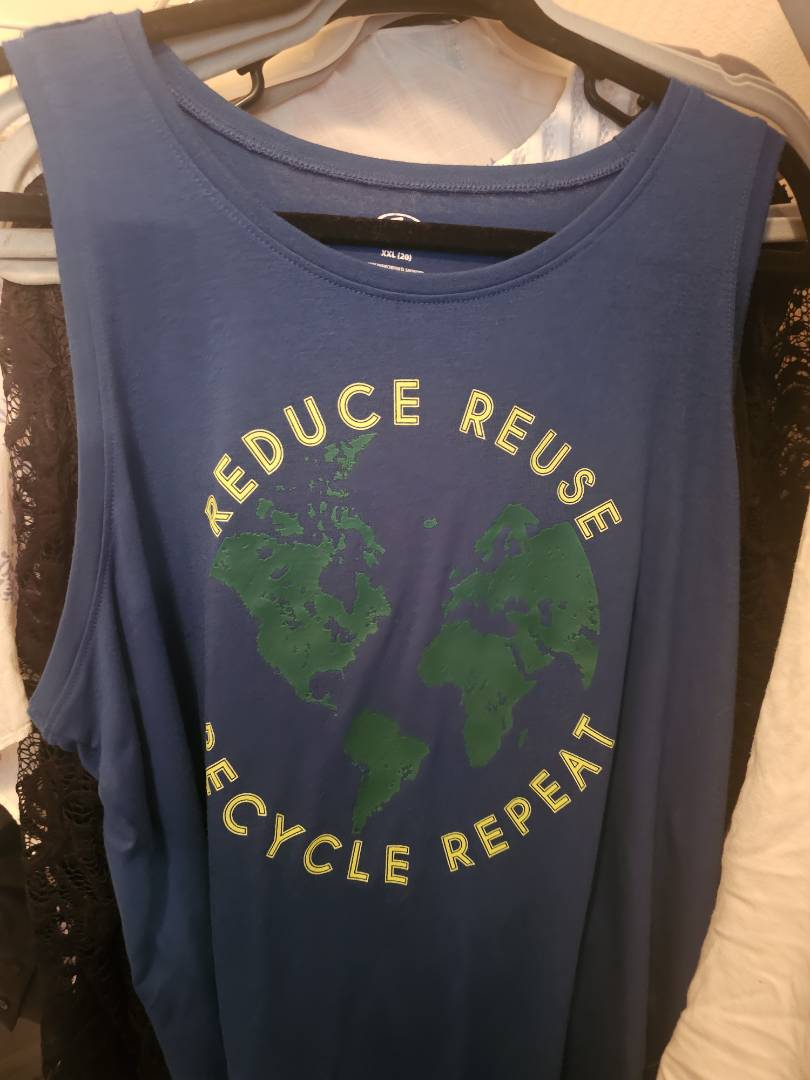 XXL (20)
REDUCE REUSE
RECYCLE REPEAT